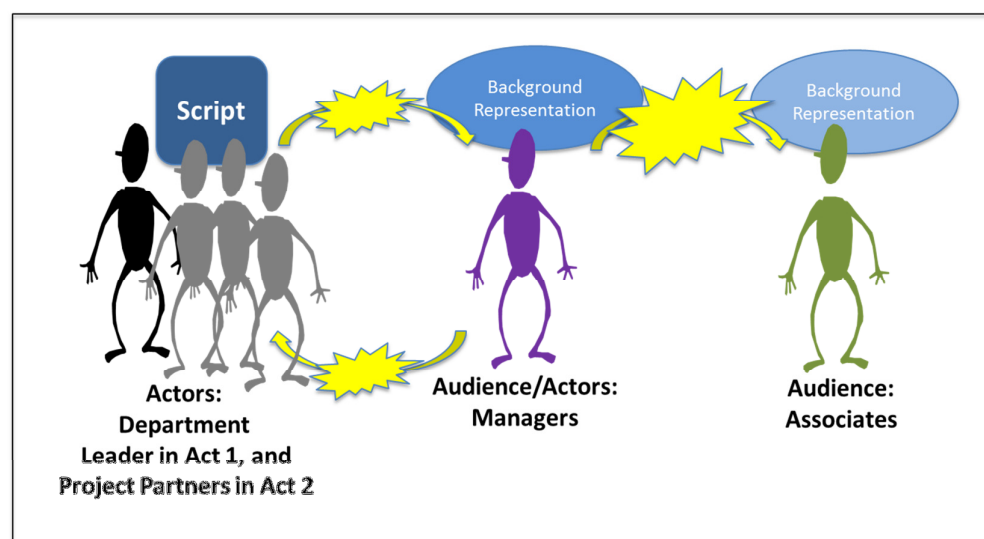 Script
Background
Representation
Background
Representation
Actors:
Department
Leader in Act 1, and
Project Partners in Act 2
Audience/Actors:
Managers
Audience:
Associates